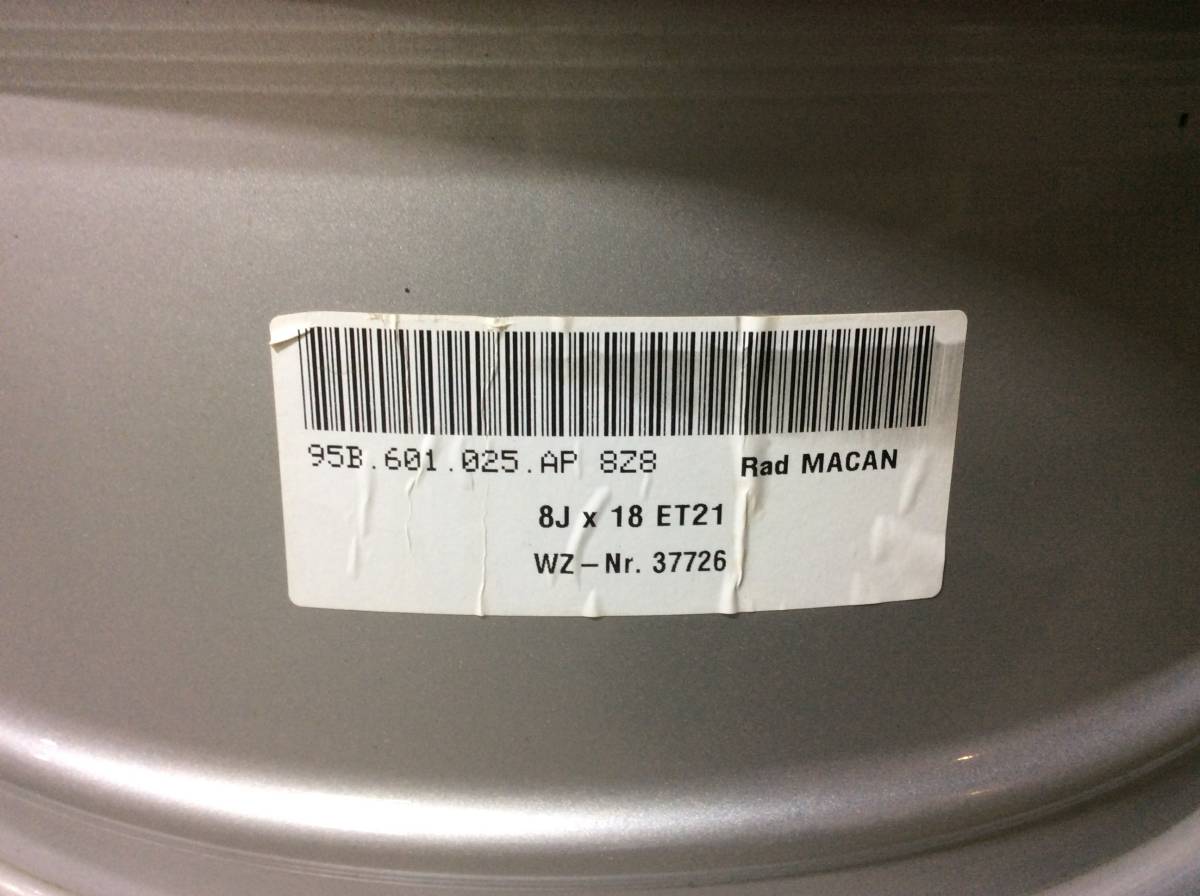 95B.601.025.AP 8Z8 Rad MACAN
8J x 18 ET21
WZ-Nr. 37726